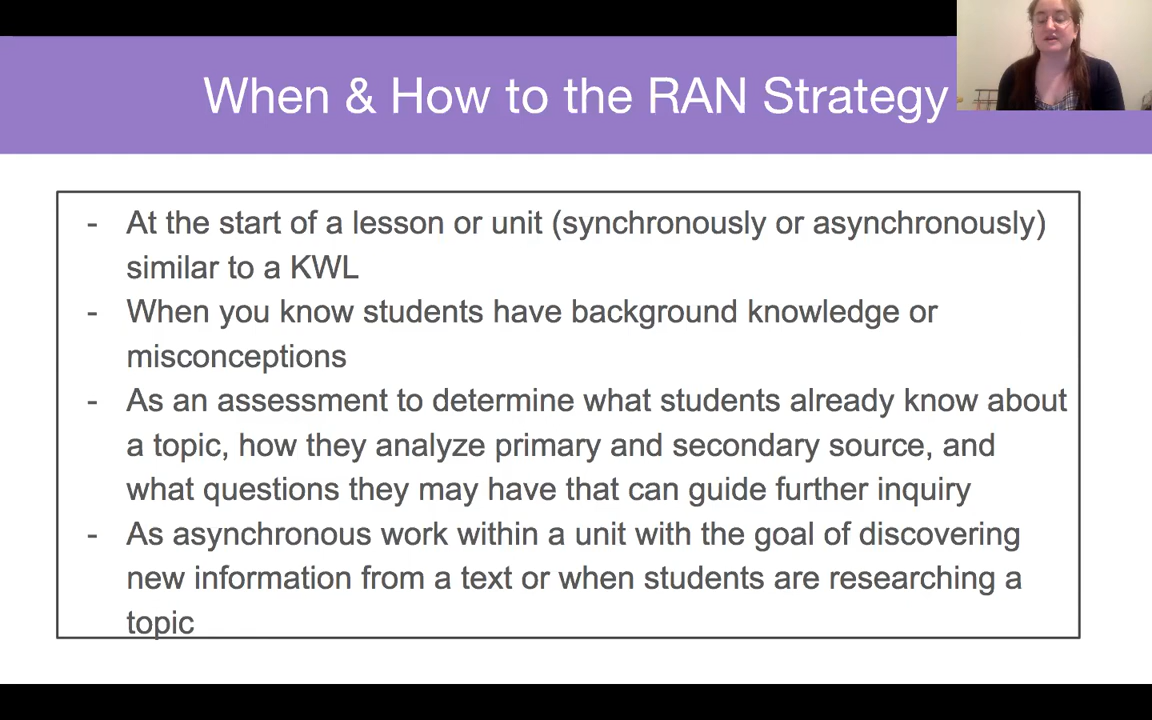 When & How to the RAN Strategy
- At the start of a lesson or unit (synchronously or asynchronously)
similar to a KWL
- When you know students have background knowledge or
misconceptions
- As an assessment to determine what students already know about
a topic, how they analyze primary and secondary source, and
what questions they may have that can guide further inquiry
- As asynchronous work within a unit with the goal of discovering
new information from a text or when students are researching a
topic